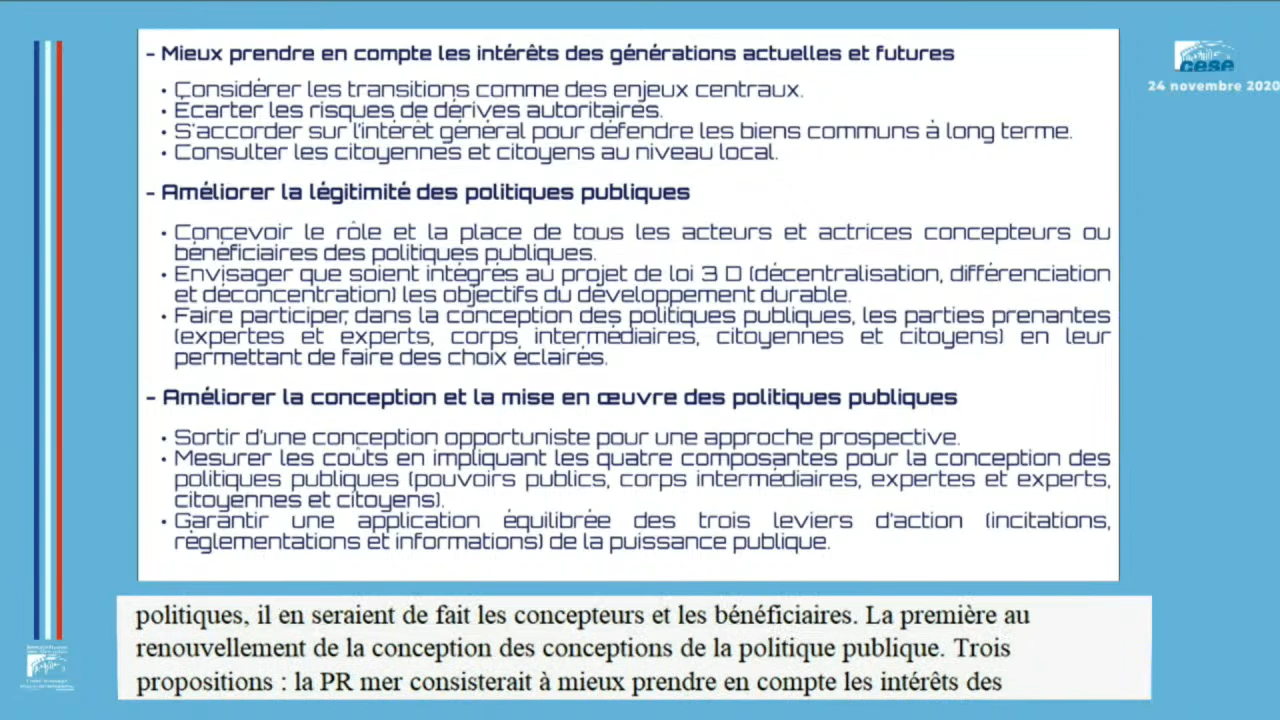 - Mieux prendre en compte les intérêts des générations actuelles et futures
• Considérer les transitions comme des enjeux centraux.
• Écarter les risques de dérives autoritaires.
• S'accorder sur l'intérêt général pour défendre les biens communs à long terme.
• Consulter les citoyennes et citoyens au niveau local.
- Améliorer la légitimité des politiques publiques
• Concevoir le rôle et la place de tous les acteurs et actrices concepteurs ou
bénéficiaires des politiques publiques.
• Envisager que soient intégrés au projet de loi 3 D (décentralisation, différenciation
et déconcentration) les objectifs du développement durable.
• Faire participer, dans la conception des politiques publiques, les parties prenantes
(expertes et experts, corps intermédiaires, citoyennes et citoyens) en leur
permettant de faire des choix éclairés.
- Améliorer la conception et la mise en œuvre des politiques publiques
• Sortir d'une conception opportuniste pour une approche prospective.
• Mesurer les coûts en impliquant les quatre composantes pour la conception des
politiques publiques (pouvoirs publics, corps intermédiaires, expertes et experts,
citoyennes et citoyens).
• Garantir une application équilibrée des trois leviers d'action (incitations,
réglementations et informations) de la puissance publique.
cese
24 novembre 2020
politiques, il en seraient de fait les concepteurs et les bénéficiaires. La première au
renouvellement de la conception des conceptions de la politique publique. Trois
propositions : la PR mer consisterait à mieux prendre en compte les intérêts des